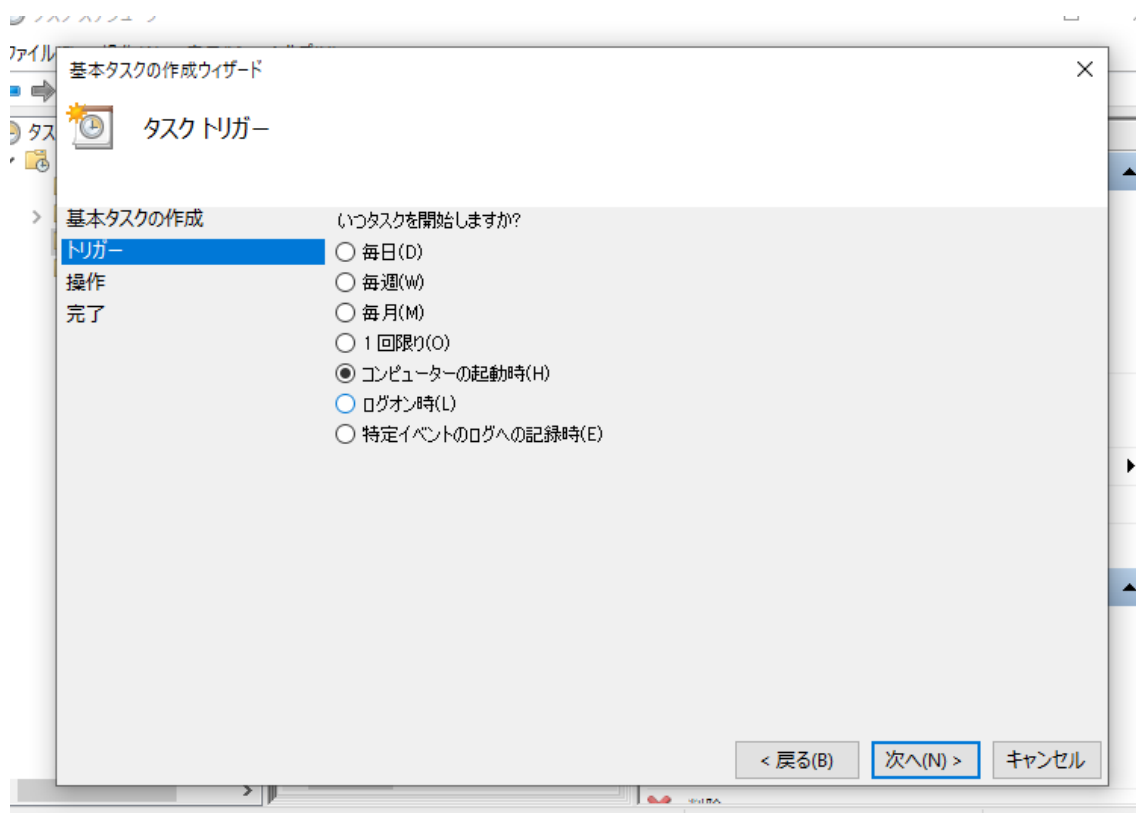 基本タスクの作成ウィザード
タスク トリガー
基本タスクの作成
トリガー
操作
完了
いつタスクを開始しますか?
毎日(D)
毎週(W)
毎月(M)
1 回限り(O)
コンピューターの起動時(H)
ログオン時(L)
特定イベントのログへの記録時(E)
< 戻る(B)
次へ(N) >
キャンセル